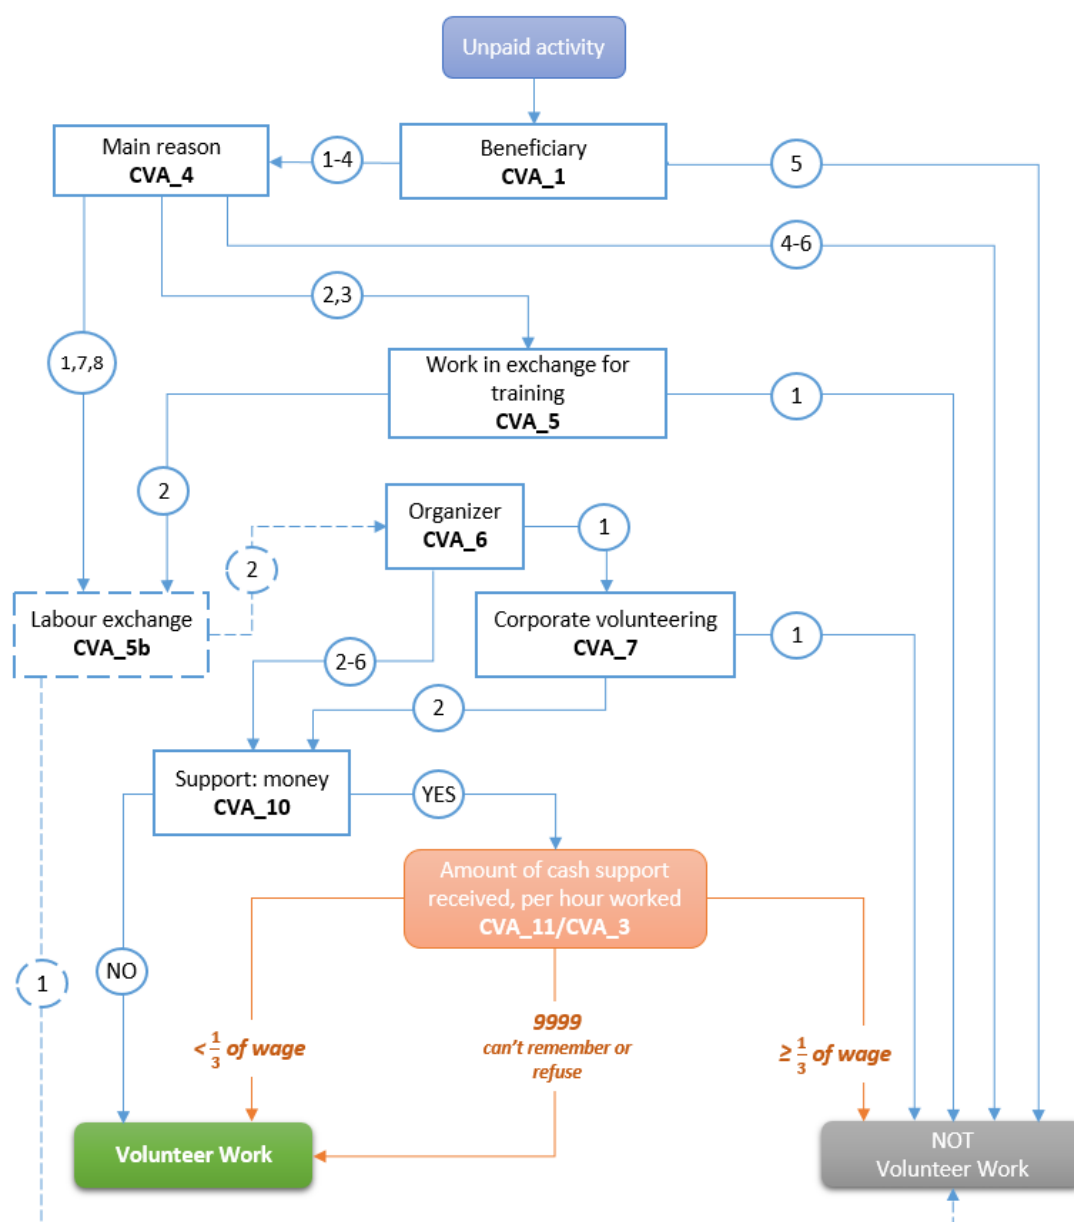 Unpaid activity
Main reason
CVA_4
1-4
Beneficiary
CVA_1
5
4-6
2,3
1,7,8
Work in exchange for
training
CVA_5
1
2
Organizer
CVA_6
1
2
Labour exchange
CVA_5b
Corporate volunteering
CVA_7
1
2-6
2
Support: money
CVA_10
YES
Amount of cash support
received, per hour worked
CVA_11/CVA_3
NO
1
< 1/3 of wage
9999
can't remember or
refuse
≥ 1/3 of wage
Volunteer Work
NOT
Volunteer Work